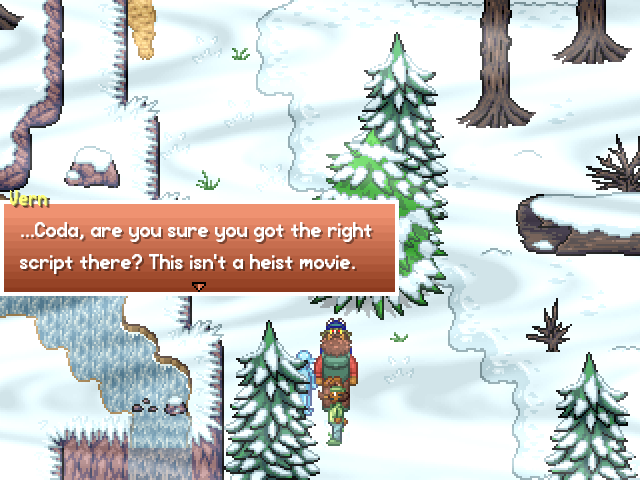 Vern
...Coda, are you sure you got the right
script there? This isn't a heist movie.